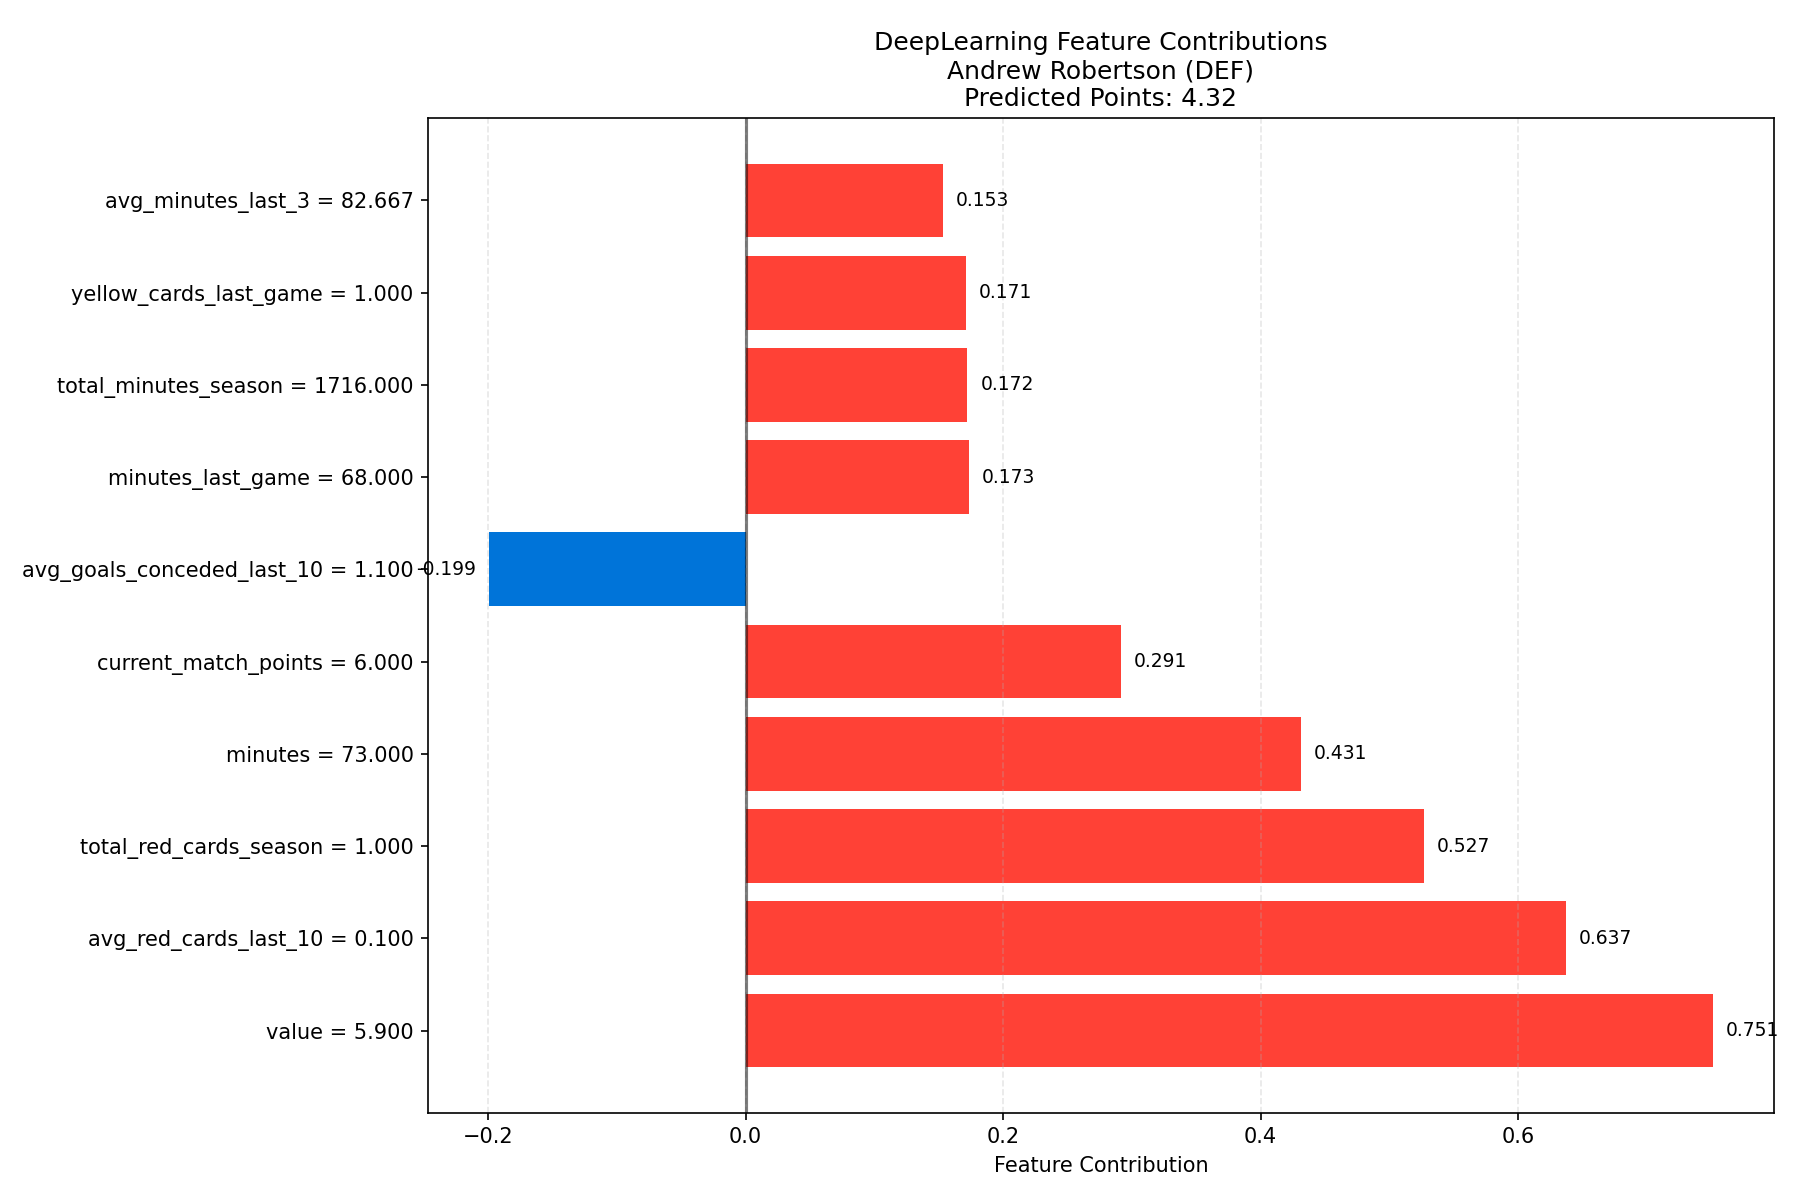 DeepLearning Feature Contributions
Andrew Robertson (DEF)
Predicted Points: 4.32
avg_minutes_last_3 = 82.667
0.153
yellow_cards_last_game = 1.000
0.171
total_minutes_season = 1716.000
0.172
minutes_last_game = 68.000
0.173
avg_goals_conceded_last_10 = 1.100
-0.199
current_match_points = 6.000
0.291
minutes = 73.000
0.431
total_red_cards_season = 1.000
0.527
avg_red_cards_last_10 = 0.100
0.637
value = 5.900
0.751
−0.2 0.0 0.2 0.4 0.6
Feature Contribution